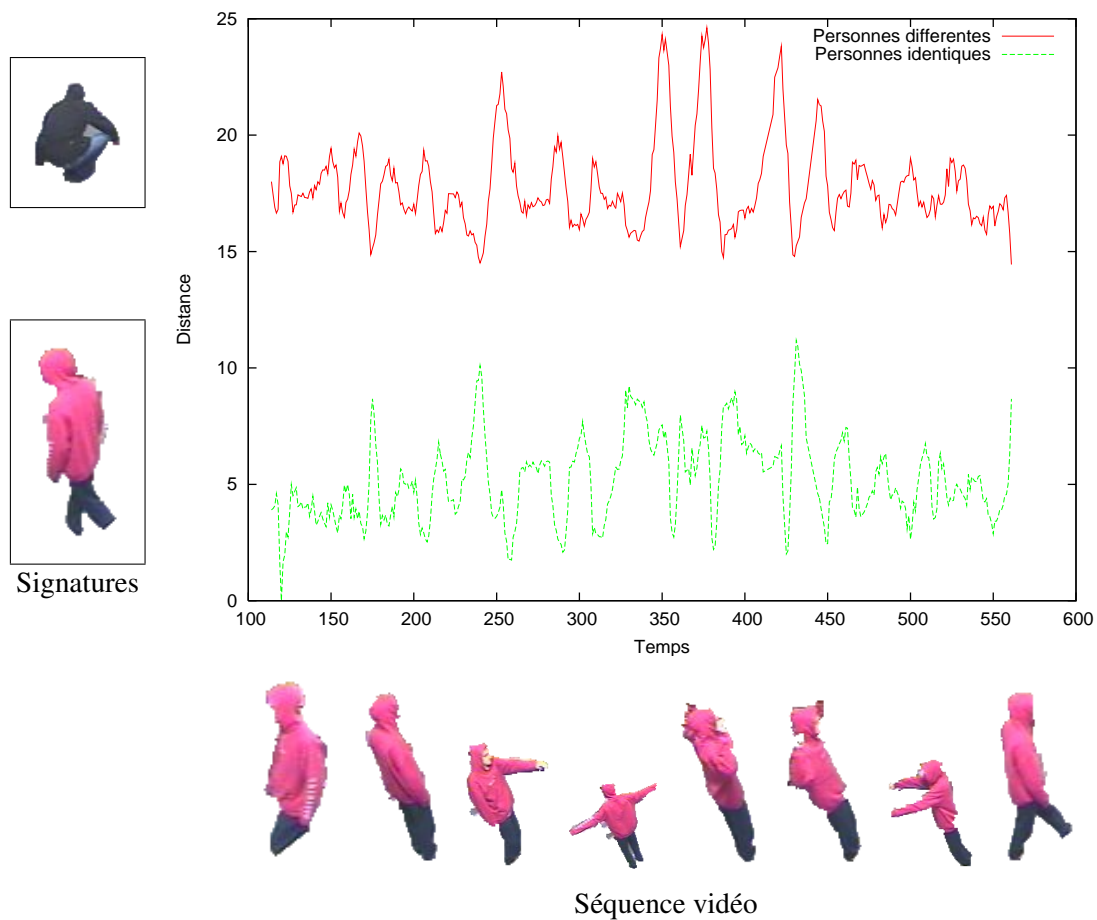 Personnes differentes
Personnes identiques
25
20
15
10
5
0
Distance
100 150 200 250 300 350 400 450 500 550 600
Temps
Signatures
Séquence vidéo